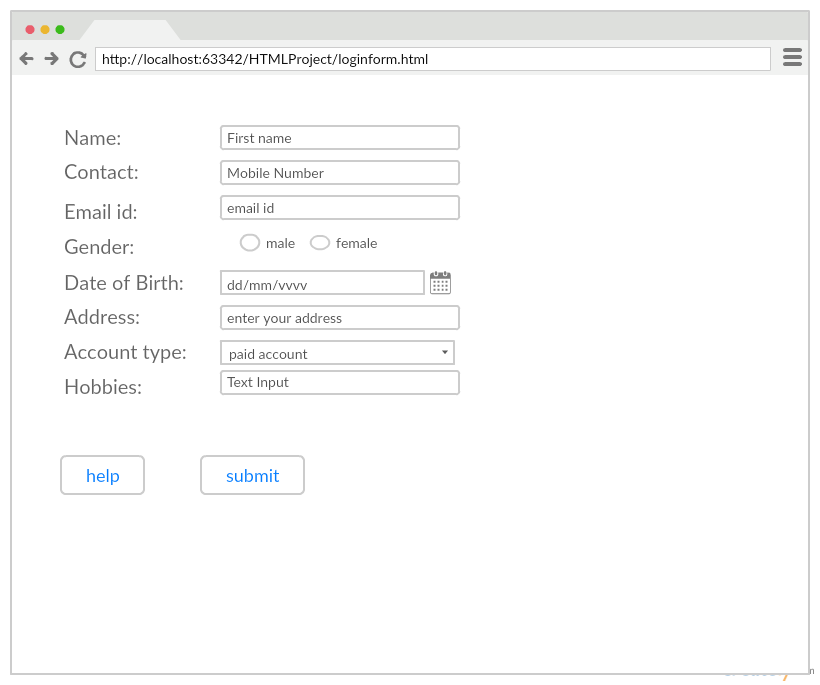 http://localhost:63342/HTMLProject/loginform.html
Name: First name
Contact: Mobile Number
Email id: email id
Gender: male female
Date of Birth: dd/mm/vvvv
Address: enter your address
Account type: paid account
Hobbies: Text Input
help submit